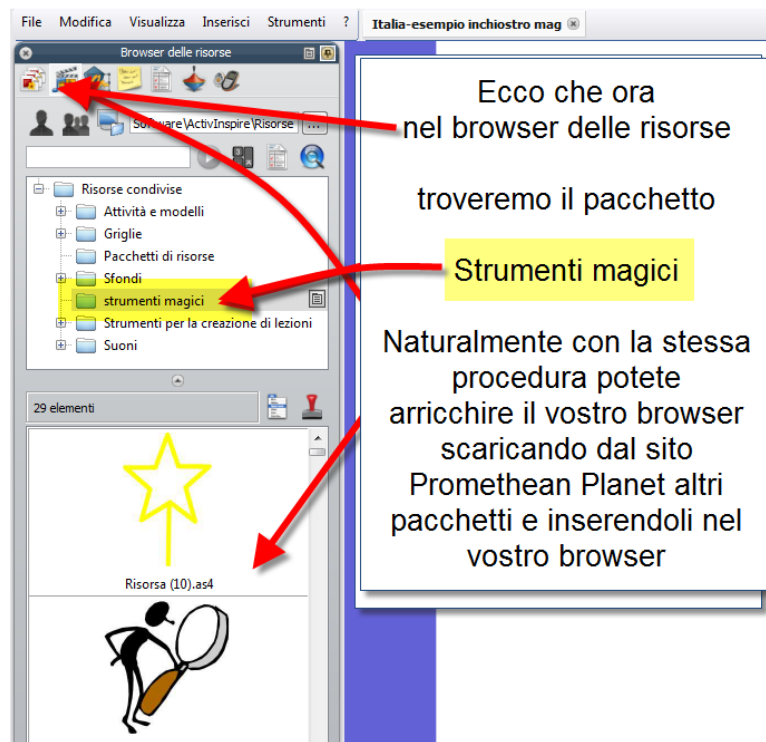 File Modifica Visualizza Inserisci Strumenti ?
Italia-esempio inchiostro mag
Browser delle risorse
Software\ActivInspire\Risorse ...
Risorse condivise
Attività e modelli
Griglie
Pacchetti di risorse
Sfondi
strumenti magici
Strumenti per la creazione di lezioni
Suoni
29 elementi
Risorsa (10).as4
Ecco che ora
nel browser delle risorse
troveremo il pacchetto
Strumenti magici
Naturalmente con la stessa
procedura potete
arricchire il vostro browser
scaricando dal sito
Promethean Planet altri
pacchetti e inserendoli nel
vostro browser